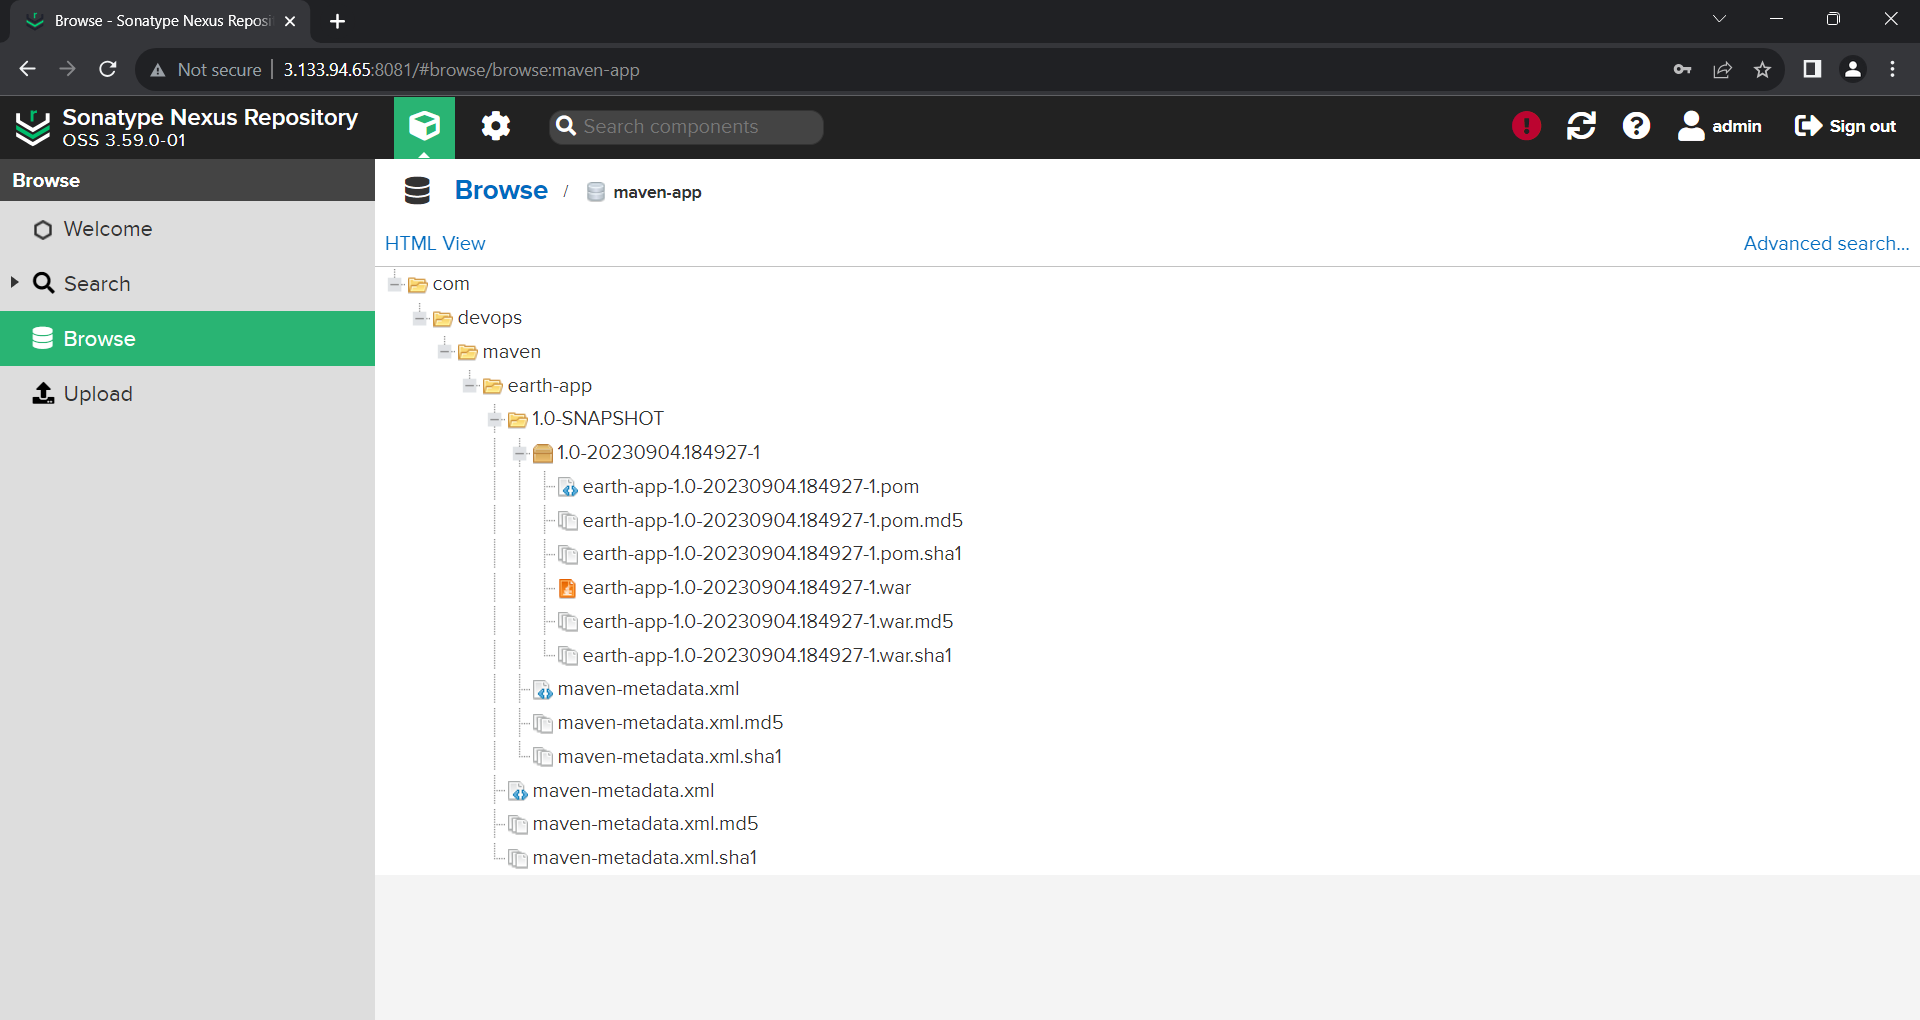 Browse - Sonatype Nexus Reposi
Not secure | 3.133.94.65:8081/#browse/browse:maven-app
Sonatype Nexus Repository
OSS 3.59.0-01
Search components
admin
Sign out
Browse
Welcome
Search
Browse
Upload
Browse / maven-app
HTML View
Advanced search...
com
devops
maven
earth-app
1.0-SNAPSHOT
1.0-20230904.184927-1
earth-app-1.0-20230904.184927-1.pom
earth-app-1.0-20230904.184927-1.pom.md5
earth-app-1.0-20230904.184927-1.pom.sha1
earth-app-1.0-20230904.184927-1.war
earth-app-1.0-20230904.184927-1.war.md5
earth-app-1.0-20230904.184927-1.war.sha1
maven-metadata.xml
maven-metadata.xml.md5
maven-metadata.xml.sha1
maven-metadata.xml
maven-metadata.xml.md5
maven-metadata.xml.sha1